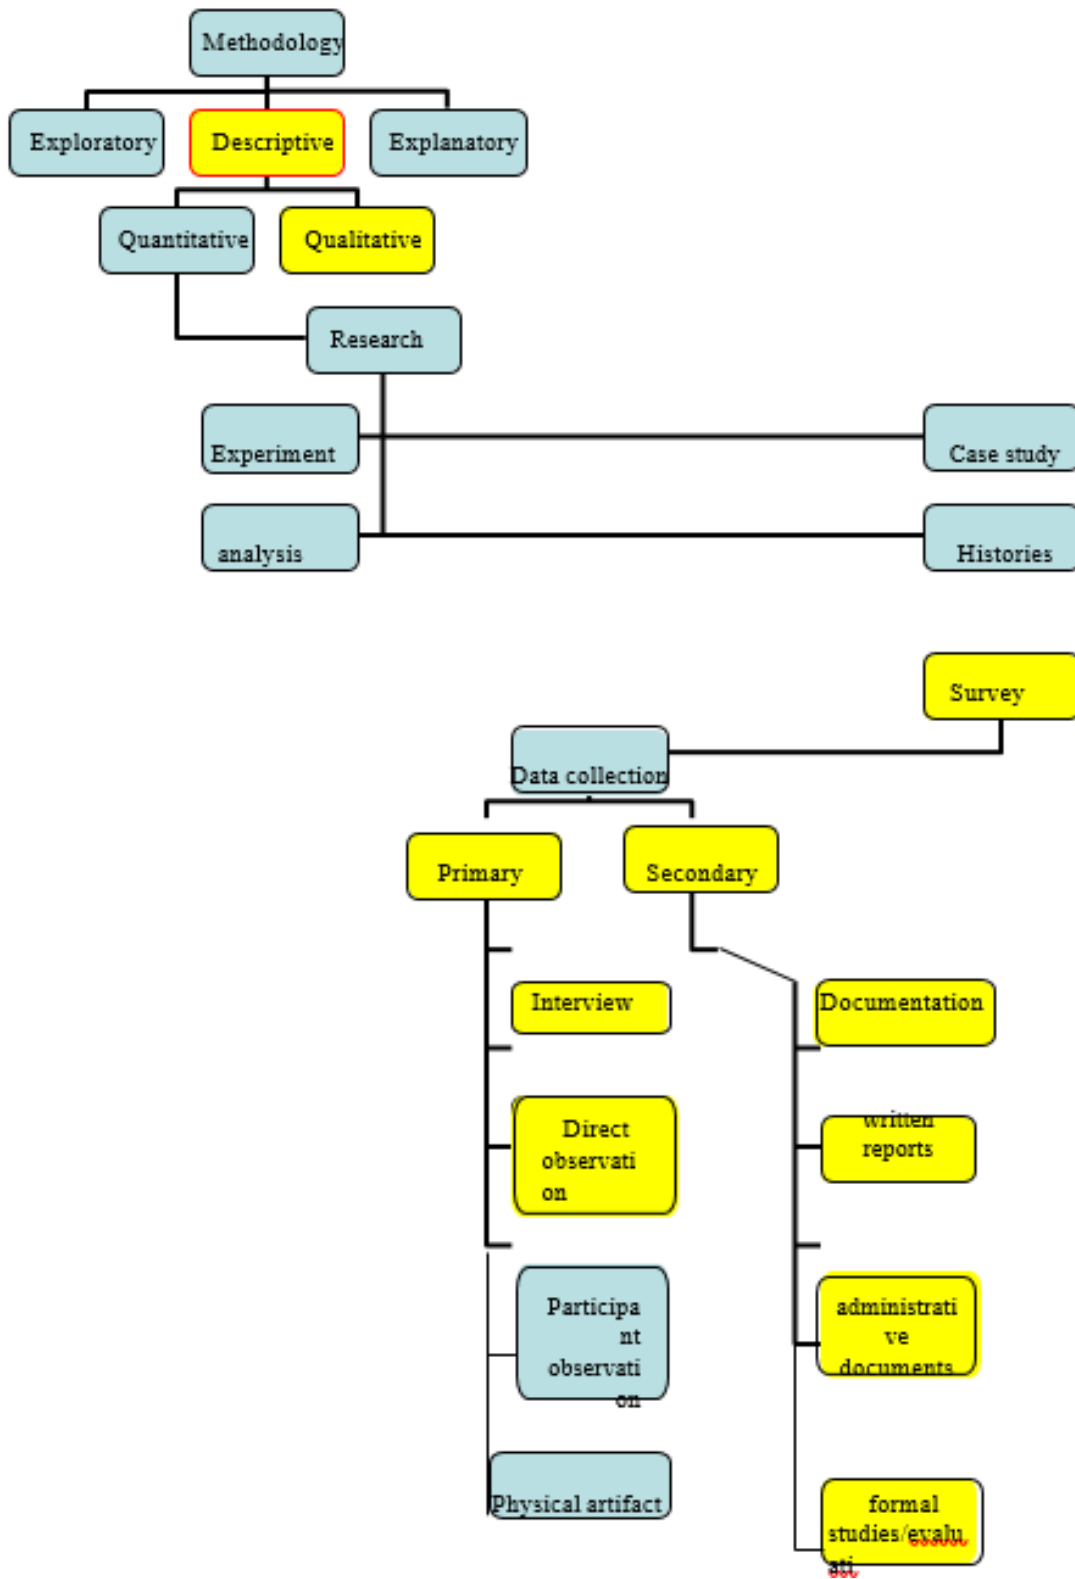 Methodology
Exploratory
Descriptive
Explanatory
Quantitative
Qualitative
Research
Experiment
Case study
analysis
Histories
Survey
Data collection
Primary
Secondary
Interview
Documentation
Direct
observati
on
written
reports
Participa
nt
observati
on
administrati
ve
documents
Physical artifact
formal
studies/evalu
ati